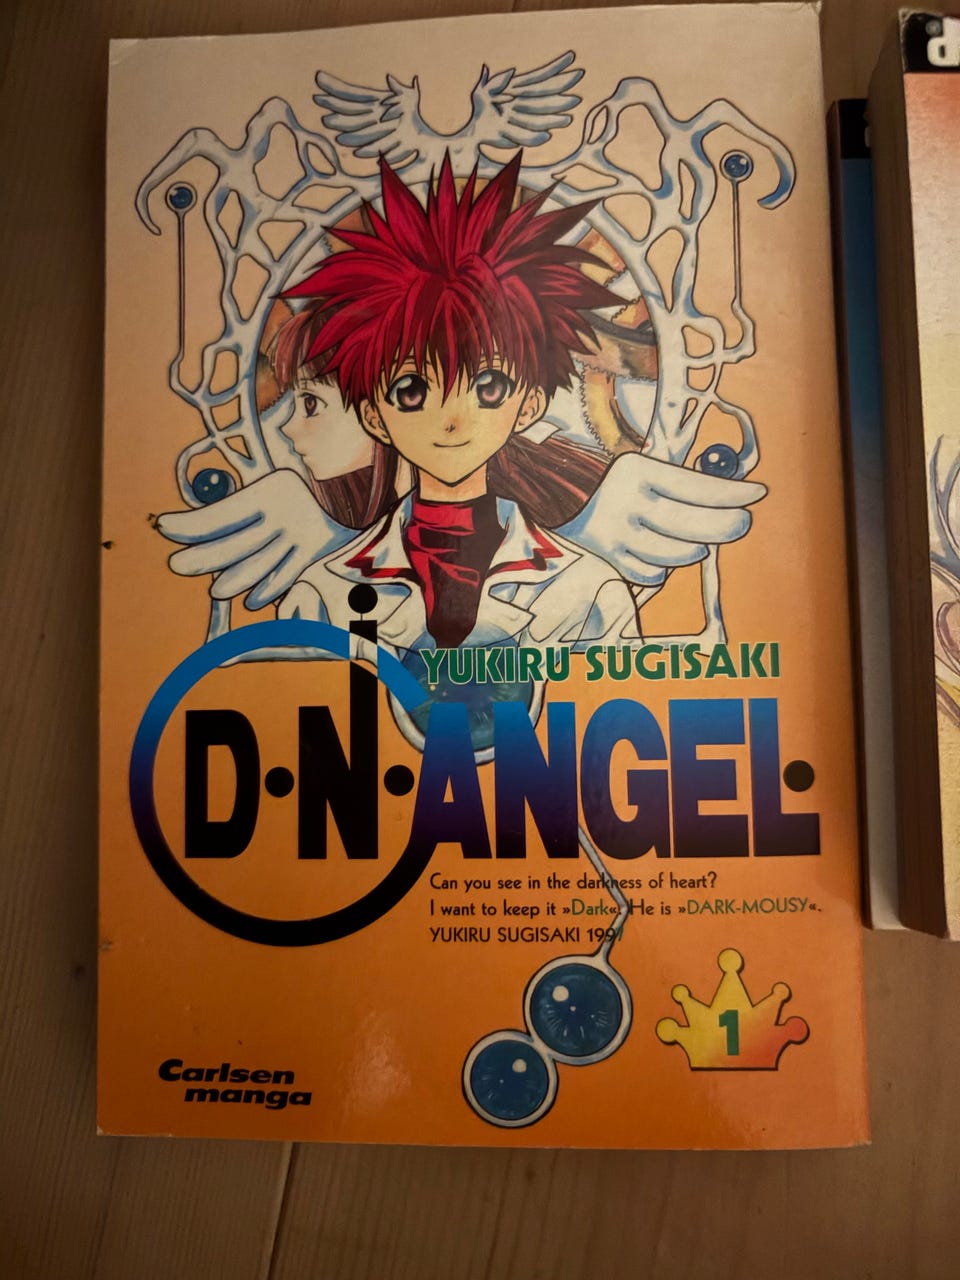 YUKIRU SUGISAKI
D·N·ANGEL·
Can you see in the darkness of heart?
I want to keep it »Dark«. He is »DARK-MOUSY«.
YUKIRU SUGISAKI 1997
1
Carlsen
manga